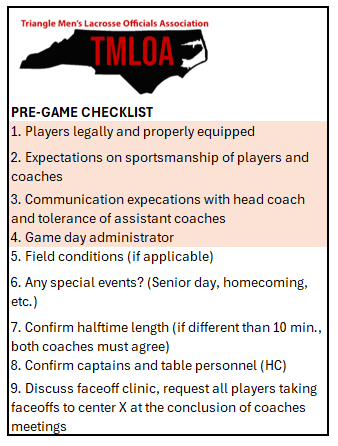 Triangle Men's Lacrosse Officials Association
TMLOA
PRE-GAME CHECKLIST
1. Players legally and properly equipped
2. Expectations on sportsmanship of players and
coaches
3. Communication expecations with head coach
and tolerance of assistant coaches
4. Game day administrator
5. Field conditions (if applicable)
6. Any special events? (Senior day, homecoming,
etc.)
7. Confirm halftime length (if different than 10 min.,
both coaches must agree)
8. Confirm captains and table personnel (HC)
9. Discuss faceoff clinic, request all players taking
faceoffs to center X at the conclusion of coaches
meetings